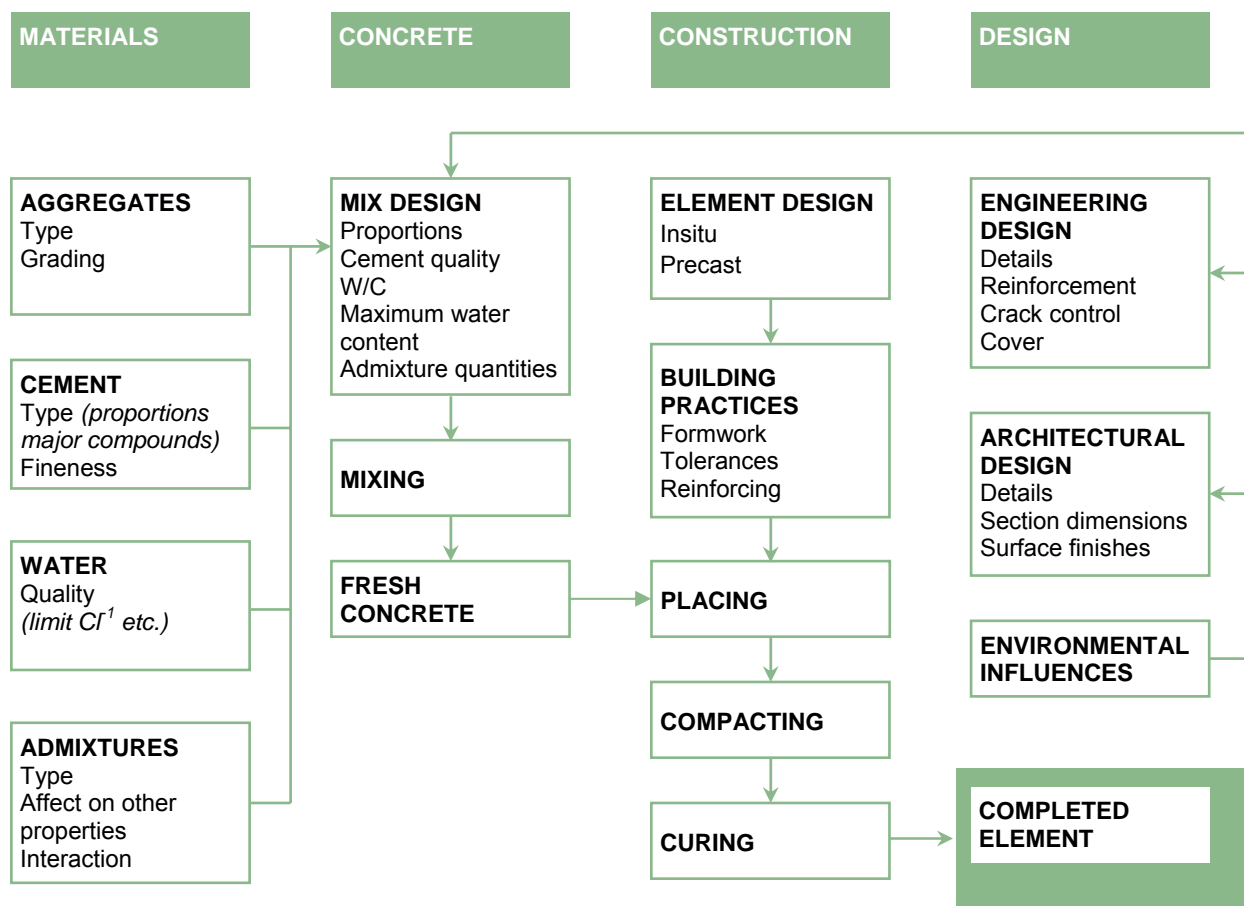 MATERIALS
CONCRETE
CONSTRUCTION
DESIGN
AGGREGATES
Type
Grading
CEMENT
Type (proportions
major compounds)
Fineness
WATER
Quality
(limit Cl⁻¹ etc.)
ADMIXTURES
Type
Affect on other
properties
Interaction
MIX DESIGN
Proportions
Cement quality
W/C
Maximum water
content
Admixture quantities
MIXING
FRESH
CONCRETE
ELEMENT DESIGN
Insitu
Precast
BUILDING
PRACTICES
Formwork
Tolerances
Reinforcing
PLACING
COMPACTING
CURING
ENGINEERING
DESIGN
Details
Reinforcement
Crack control
Cover
ARCHITECTURAL
DESIGN
Details
Section dimensions
Surface finishes
ENVIRONMENTAL
INFLUENCES
COMPLETED
ELEMENT